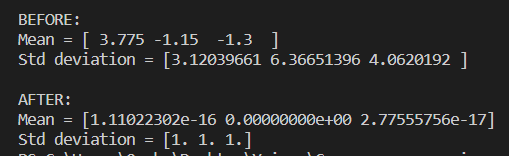 BEFORE:
Mean = [ 3.775 -1.15  -1.3  ]
Std deviation = [3.12039661 6.36651396 4.0620192 ]
AFTER:
Mean = [1.11022302e-16 0.00000000e+00 2.77555756e-17]
Std deviation = [1. 1. 1.]